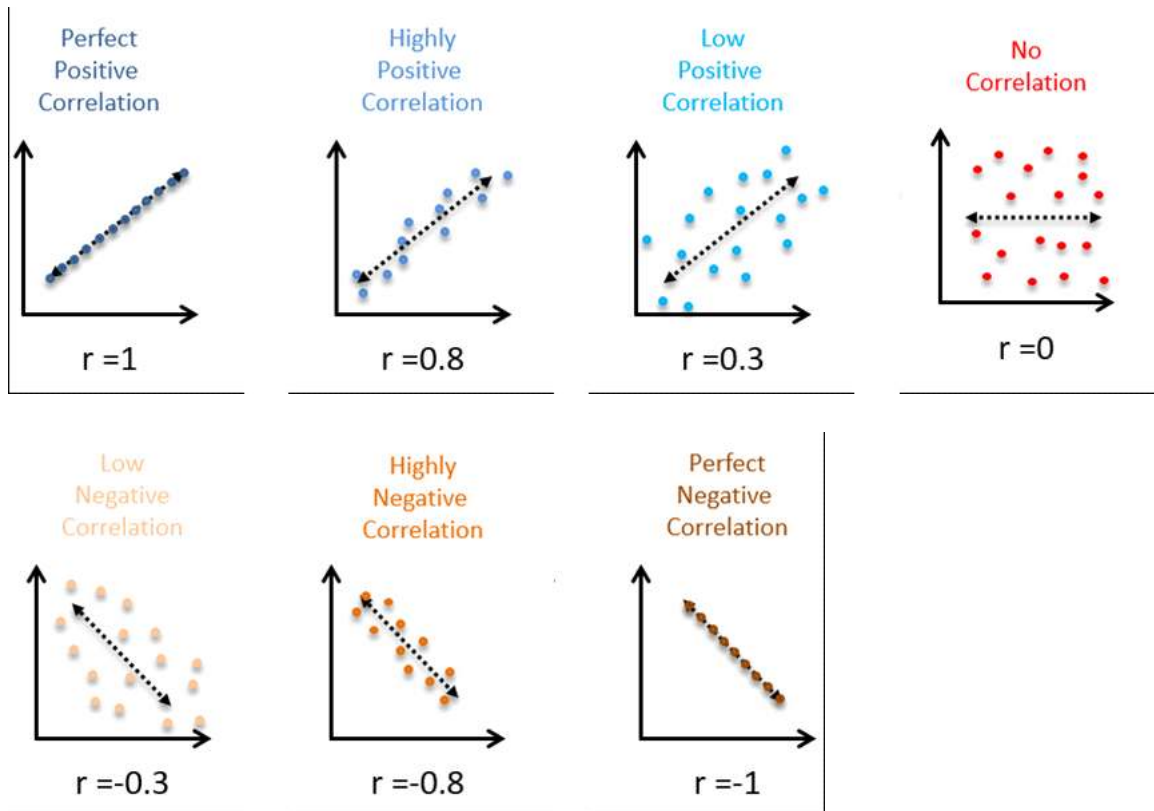 Perfect
Positive
Correlation
r =1
Highly
Positive
Correlation
r =0.8
Low
Positive
Correlation
r =0.3
No
Correlation
r =0
Low
Negative
Correlation
r =-0.3
Highly
Negative
Correlation
r =-0.8
Perfect
Negative
Correlation
r =-1